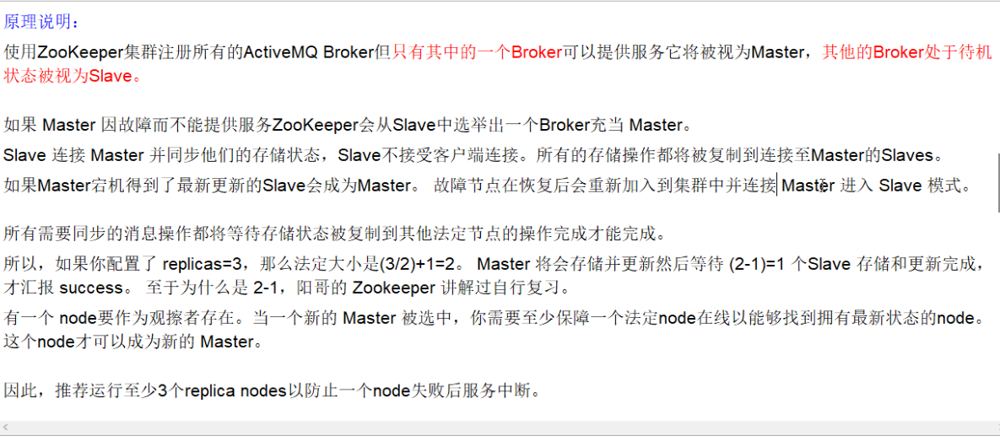 原理说明：
使用ZooKeeper集群注册所有的ActiveMQ Broker但只有其中的一个Broker可以提供服务它将被视为Master，其他的Broker处于待机
状态被视为Slave。
如果 Master 因故障而不能提供服务ZooKeeper会从Slave中选举出一个Broker充当 Master。
Slave 连接 Master 并同步他们的存储状态，Slave不接受客户端连接。所有的存储操作都将被复制到连接至Master的Slaves。
如果Master宕机得到了最新更新的Slave会成为Master。 故障节点在恢复后会重新加入到集群中并连接 Master 进入 Slave 模式。
所有需要同步的消息操作都将等待存储状态被复制到其他法定节点的操作完成才能完成。
所以，如果你配置了 replicas=3，那么法定大小是(3/2)+1=2。 Master 将会存储并更新然后等待 (2-1)=1 个Slave 存储和更新完成，
才汇报 success。 至于为什么是 2-1，阳哥的 Zookeeper 讲解过自行复习。
有一个 node要作为观擦者存在。当一个新的 Master 被选中，你需要至少保障一个法定node在线以能够找到拥有最新状态的node。
这个node才可以成为新的 Master。
因此，推荐运行至少3个replica nodes以防止一个node失败后服务中断。